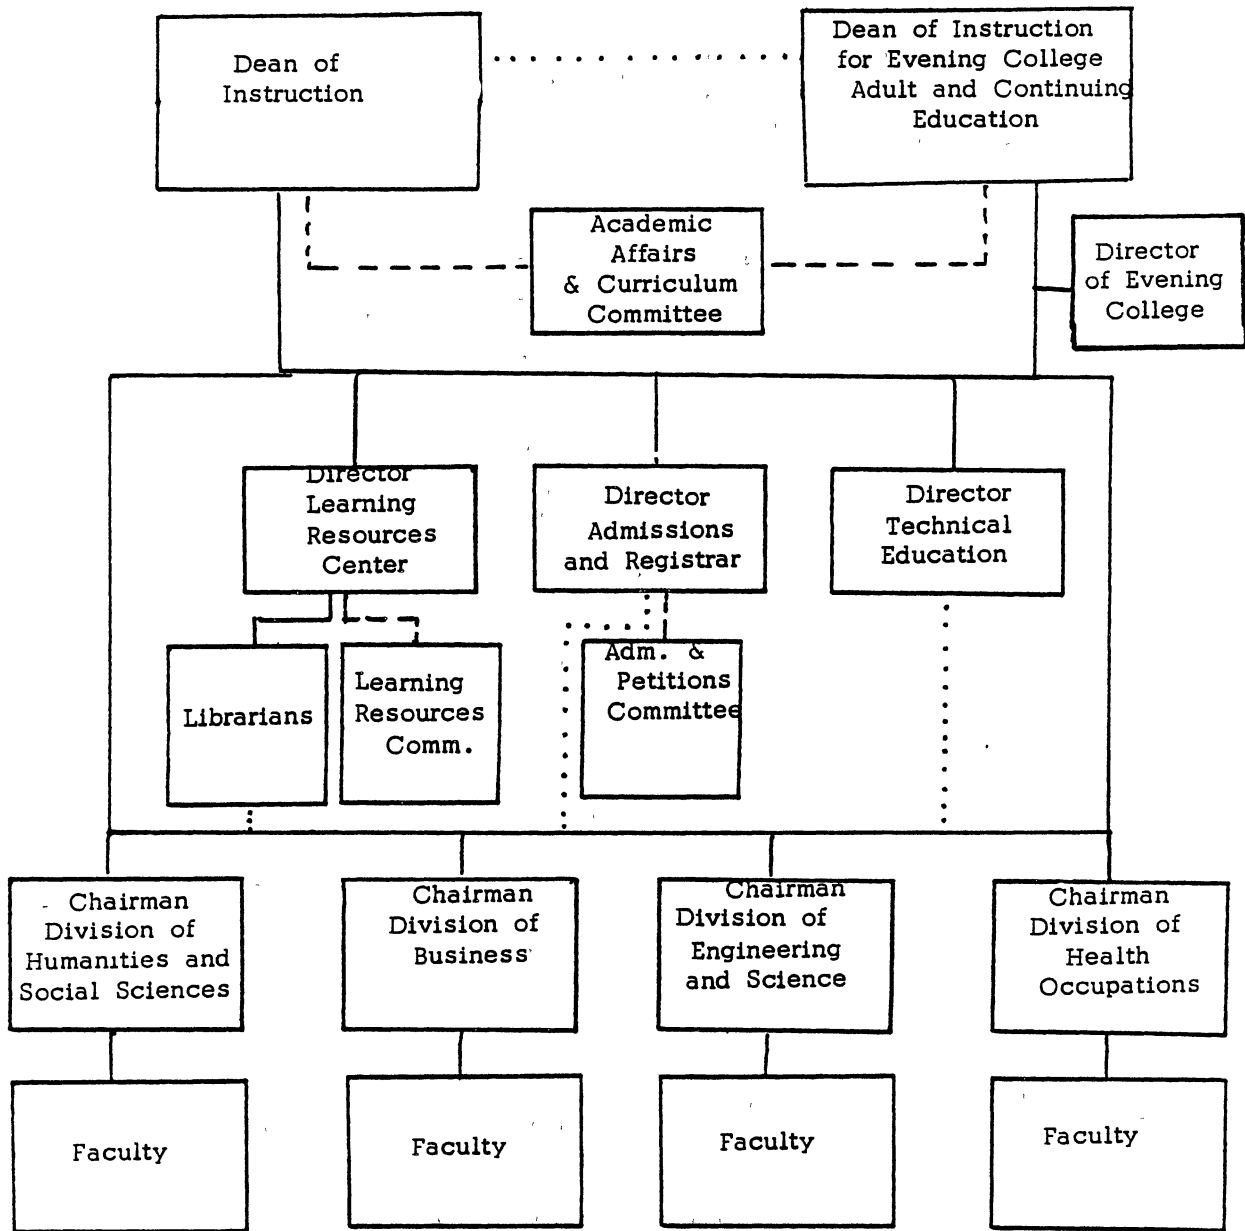 Dean of
Instruction
Dean of Instruction
for Evening College
Adult and Continuing
Education
Academic
Affairs
& Curriculum
Committee
Director
of Evening
College
Director
Learning
Resources
Center
Director
Admissions
and Registrar
Director
Technical
Education
Librarians
Learning
Resources
Comm.
Adm. &
Petitions
Committee
Chairman
Division of
Humanities and
Social Sciences
Chairman
Division of
Business
Chairman
Division of
Engineering
and Science
Chairman
Division of
Health
Occupations
Faculty
Faculty
Faculty
Faculty